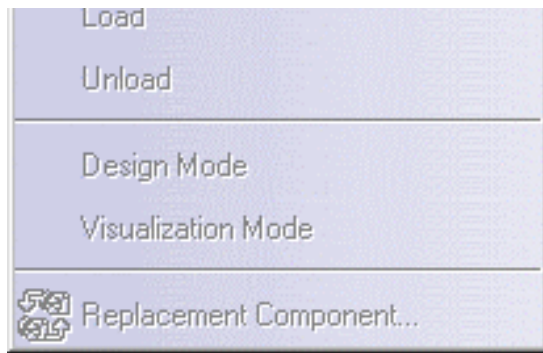 Load
Unload
Design Mode
Visualization Mode
Replacement Component...